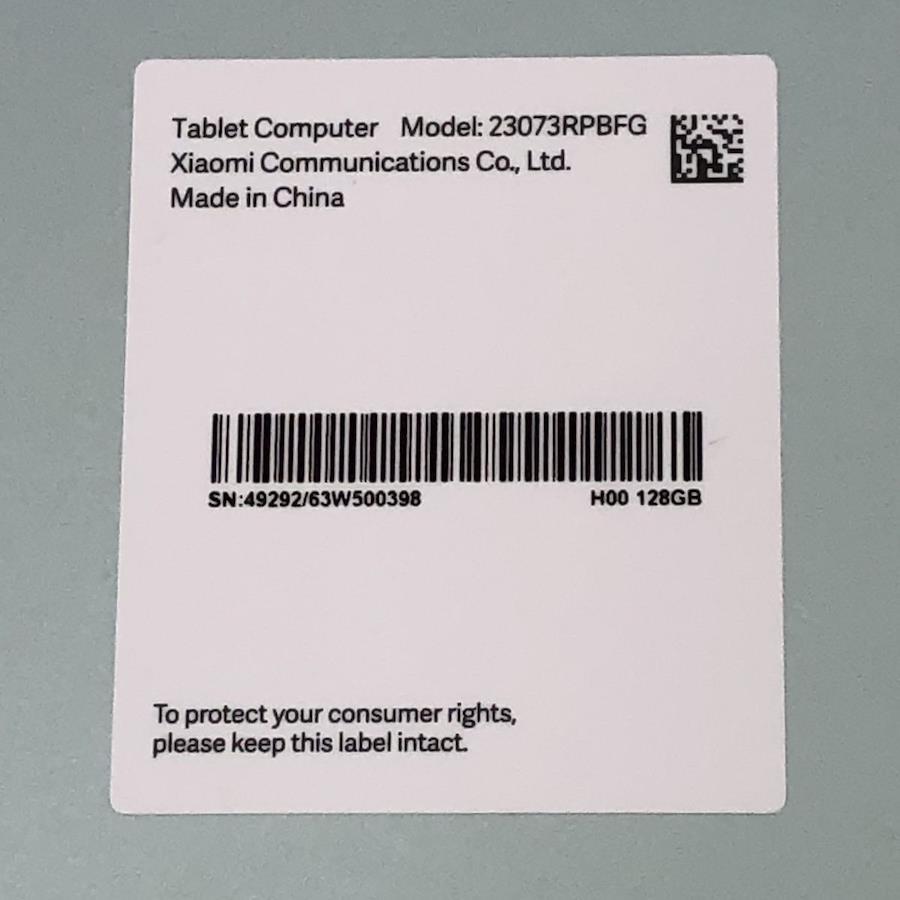 Tablet Computer Model: 23073RPBFG
Xiaomi Communications Co., Ltd.
Made in China
SN:49292/63W500398 H00 128GB
To protect your consumer rights,
please keep this label intact.